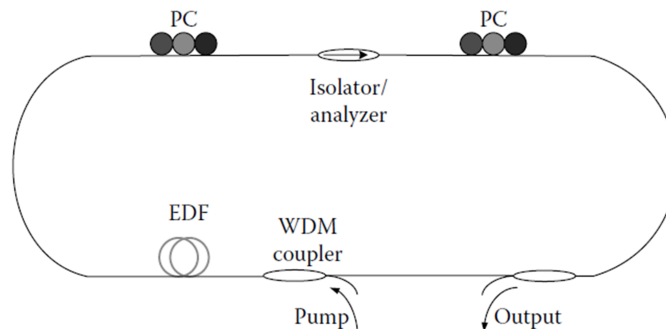 PC
PC
Isolator/
analyzer
EDF
WDM
coupler
Pump
Output